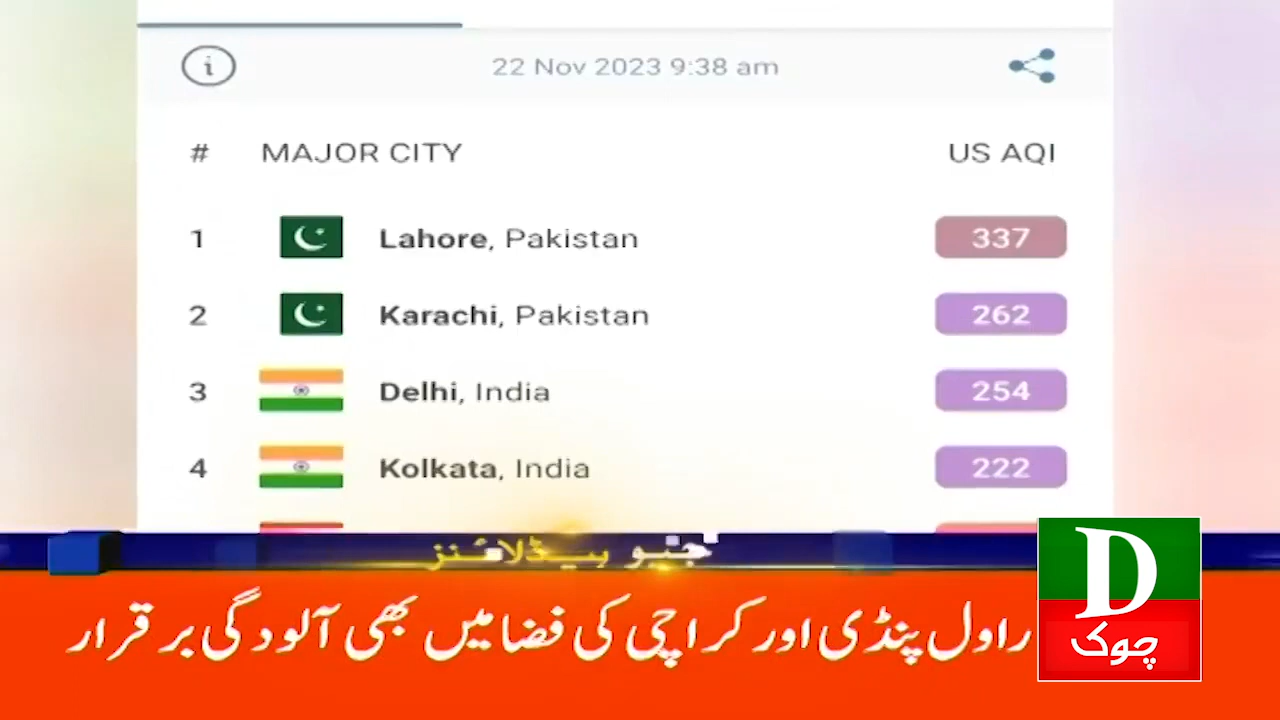 22 Nov 2023 9:38 am
# MAJOR CITY US AQI
1 Lahore, Pakistan 337
2 Karachi, Pakistan 262
3 Delhi, India 254
4 Kolkata, India 222
جیو ہیڈلائنز
راولپنڈی اور کراچی کی فضا میں بھی آلودگی برقرار
D
چوک